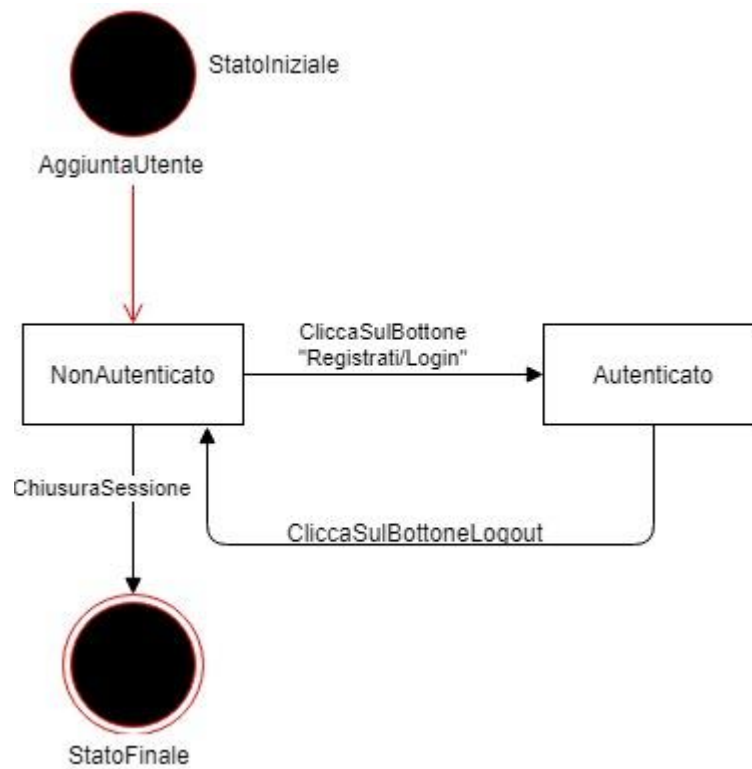 StatoIniziale
AggiuntaUtente
CliccaSulBottone
"Registrati/Login"
NonAutenticato
Autenticato
ChiusuraSessione
CliccaSulBottoneLogout
StatoFinale